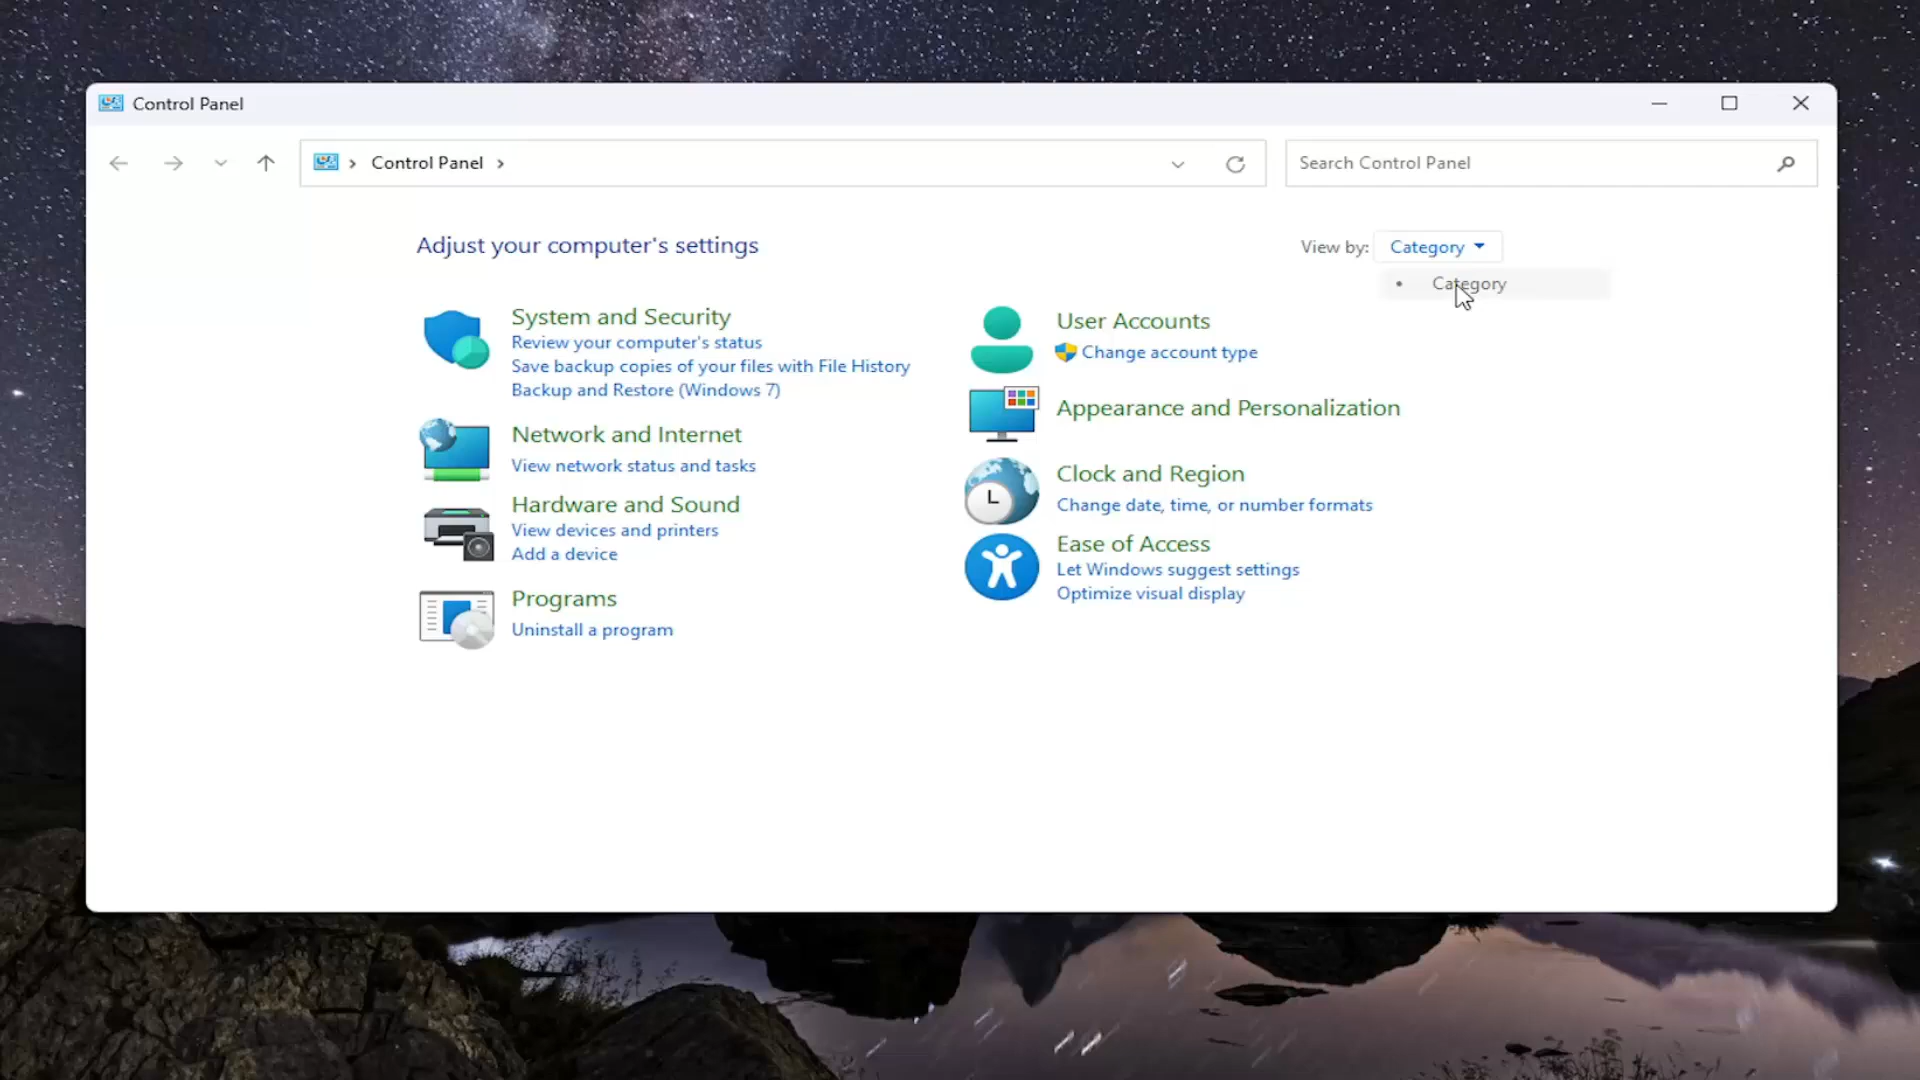 Control Panel
Control Panel
Search Control Panel
Adjust your computer's settings
View by: Category
Category
System and Security
Review your computer's status
Save backup copies of your files with File History
Backup and Restore (Windows 7)
Network and Internet
View network status and tasks
Hardware and Sound
View devices and printers
Add a device
Programs
Uninstall a program
User Accounts
Change account type
Appearance and Personalization
Clock and Region
Change date, time, or number formats
Ease of Access
Let Windows suggest settings
Optimize visual display